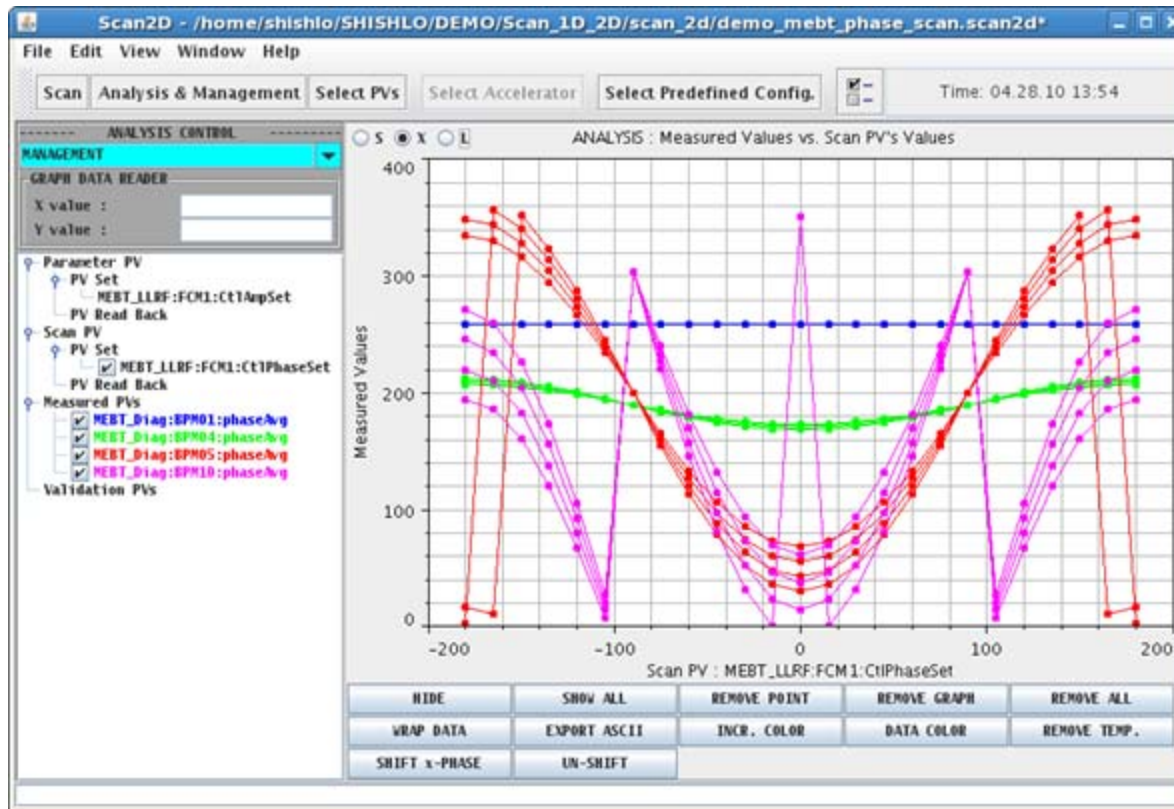 Scan2D - /home/shishlo/SHISHLO/DEMO/Scan_1D_2D/scan_2d/demo_mebt_phase_scan.scan2d*
File Edit View Window Help
Scan Analysis & Management Select PVs Select Accelerator Select Predefined Config. Time: 04.28.10 13:54
------- ANALYSIS CONTROL ---------
MANAGEMENT
GRAPH DATA READER
X value :
Y value :
Parameter PV
PV Set
MEBT_LLRF:FCM1:CtlAmpSet
PV Read Back
Scan PV
PV Set
MEBT_LLRF:FCM1:CtlPhaseSet
PV Read Back
Measured PVs
MEBT_Diag:BPM01:phaseAvg
MEBT_Diag:BPM04:phaseAvg
MEBT_Diag:BPM05:phaseAvg
MEBT_Diag:BPM10:phaseAvg
Validation PVs
S X L ANALYSIS : Measured Values vs. Scan PV's Values
Measured Values
400
300
200
100
0
-200 -100 0 100 200
Scan PV : MEBT_LLRF:FCM1:CtlPhaseSet
HIDE SHOW ALL REMOVE POINT REMOVE GRAPH REMOVE ALL
WRAP DATA EXPORT ASCII INCR. COLOR DATA COLOR REMOVE TEMP.
SHIFT x-PHASE UN-SHIFT